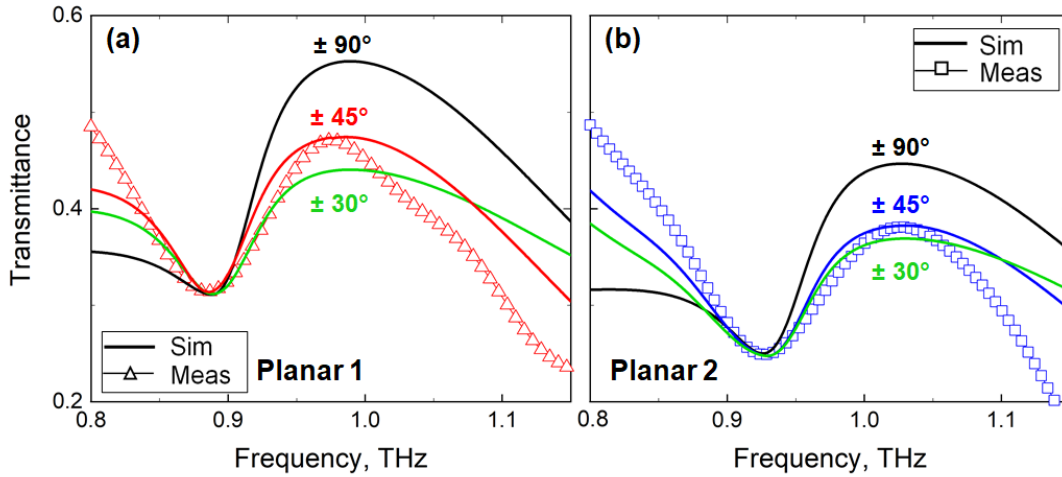 0.6
(a)
± 90°
± 45°
± 30°
0.4
0.2
Transmittance
Sim
Meas
Planar 1
0.8
0.9
1.0
1.1
Frequency, THz
(b)
Sim
Meas
± 90°
± 45°
± 30°
Planar 2
0.8
0.9
1.0
1.1
Frequency, THz